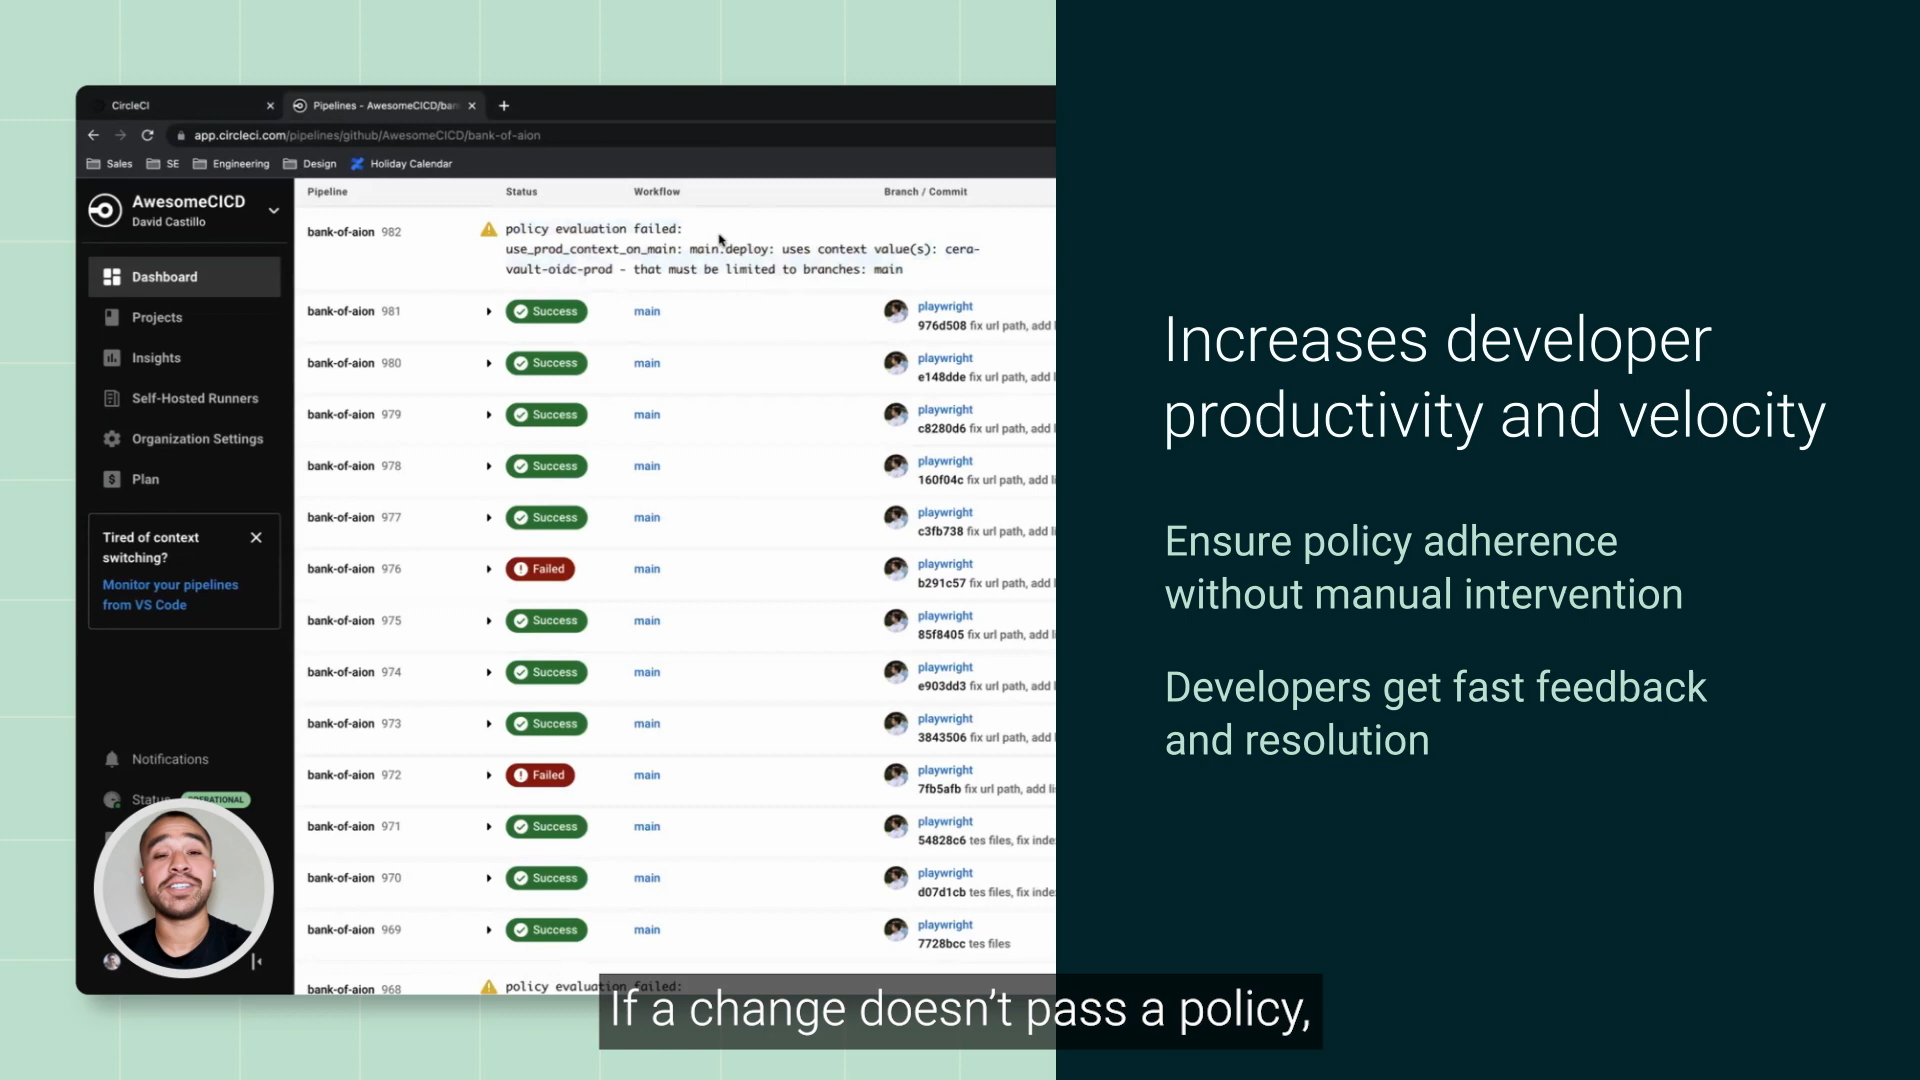 CircleCI
Pipelines - AwesomeCICD/ban
app.circleci.com/pipelines/github/AwesomeCICD/bank-of-aion
Sales SE Engineering Design Holiday Calendar
AwesomeCICD
David Castillo
Dashboard
Projects
Insights
Self-Hosted Runners
Organization Settings
Plan
Tired of context
switching?
Monitor your pipelines
from VS Code
Notifications
Status OPERATIONAL
Pipeline Status Workflow Branch / Commit
bank-of-aion 982 policy evaluation failed:
use_prod_context_on_main: main.deploy: uses context value(s): cera-
vault-oidc-prod - that must be limited to branches: main
bank-of-aion 981 Success main playwright
976d508 fix url path, add l
bank-of-aion 980 Success main playwright
e148dde fix url path, add l
bank-of-aion 979 Success main playwright
c8280d6 fix url path, add l
bank-of-aion 978 Success main playwright
160f04c fix url path, add li
bank-of-aion 977 Success main playwright
c3fb738 fix url path, add l
bank-of-aion 976 Failed main playwright
b291c57 fix url path, add l
bank-of-aion 975 Success main playwright
85f8405 fix url path, add li
bank-of-aion 974 Success main playwright
e903dd3 fix url path, add l
bank-of-aion 973 Success main playwright
3843506 fix url path, add l
bank-of-aion 972 Failed main playwright
7fb5afb fix url path, add li
bank-of-aion 971 Success main playwright
54828c6 tes files, fix inde
bank-of-aion 970 Success main playwright
d07d1cb tes files, fix inde
bank-of-aion 969 Success main playwright
7728bcc tes files
bank-of-aion 968 policy evaluation failed:
Increases developer
productivity and velocity
Ensure policy adherence
without manual intervention
Developers get fast feedback
and resolution
If a change doesn't pass a policy,